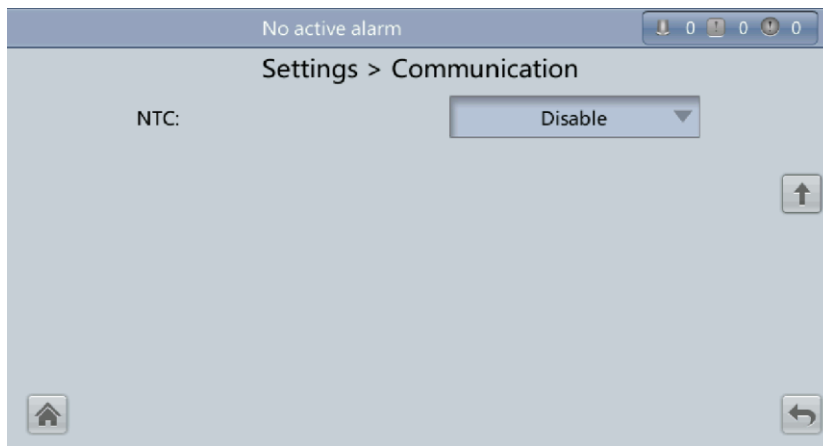 No active alarm 0 0 0
Settings > Communication
NTC: Disable